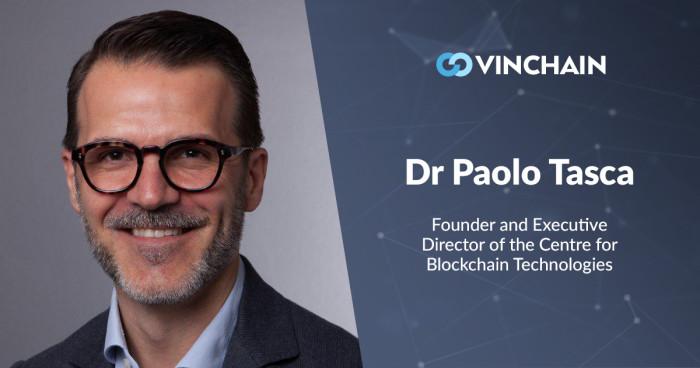 VINCHAIN
Dr Paolo Tasca
Founder and Executive
Director of the Centre for
Blockchain Technologies